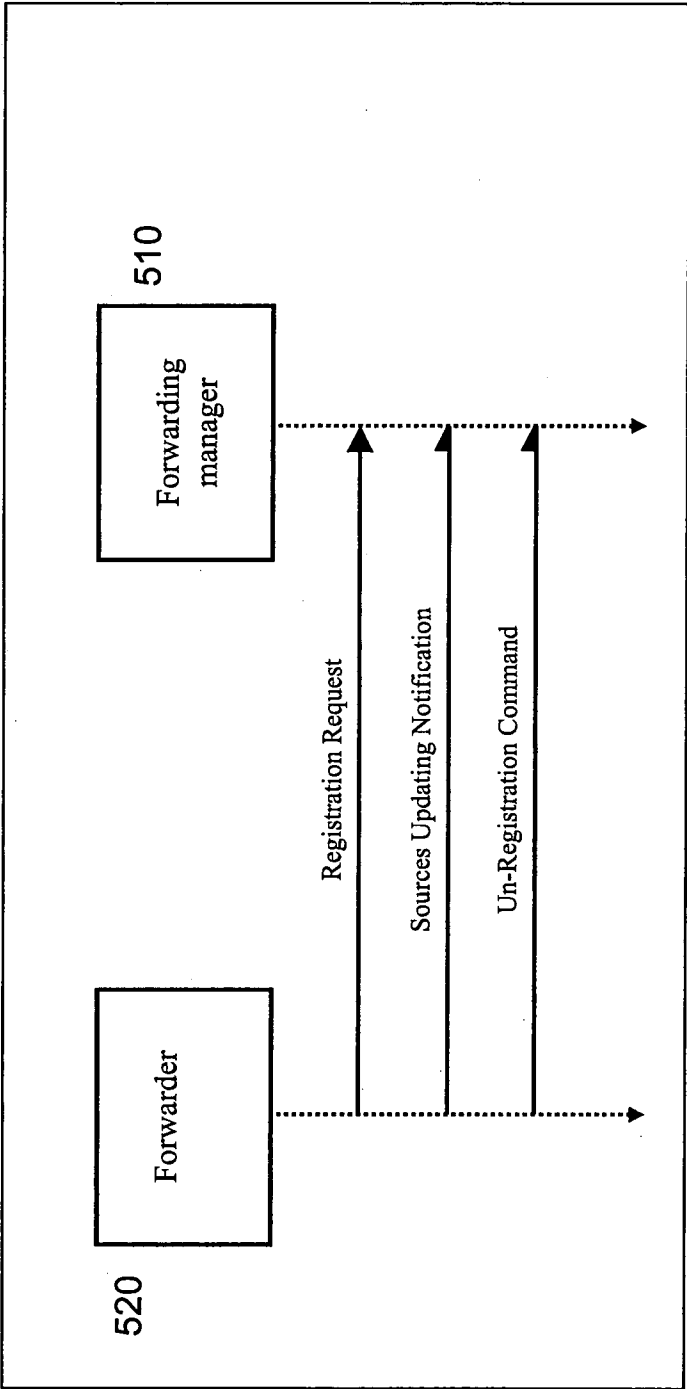 520
Forwarder
Forwarding
manager
510
Registration Request
Sources Updating Notification
Un-Registration Command